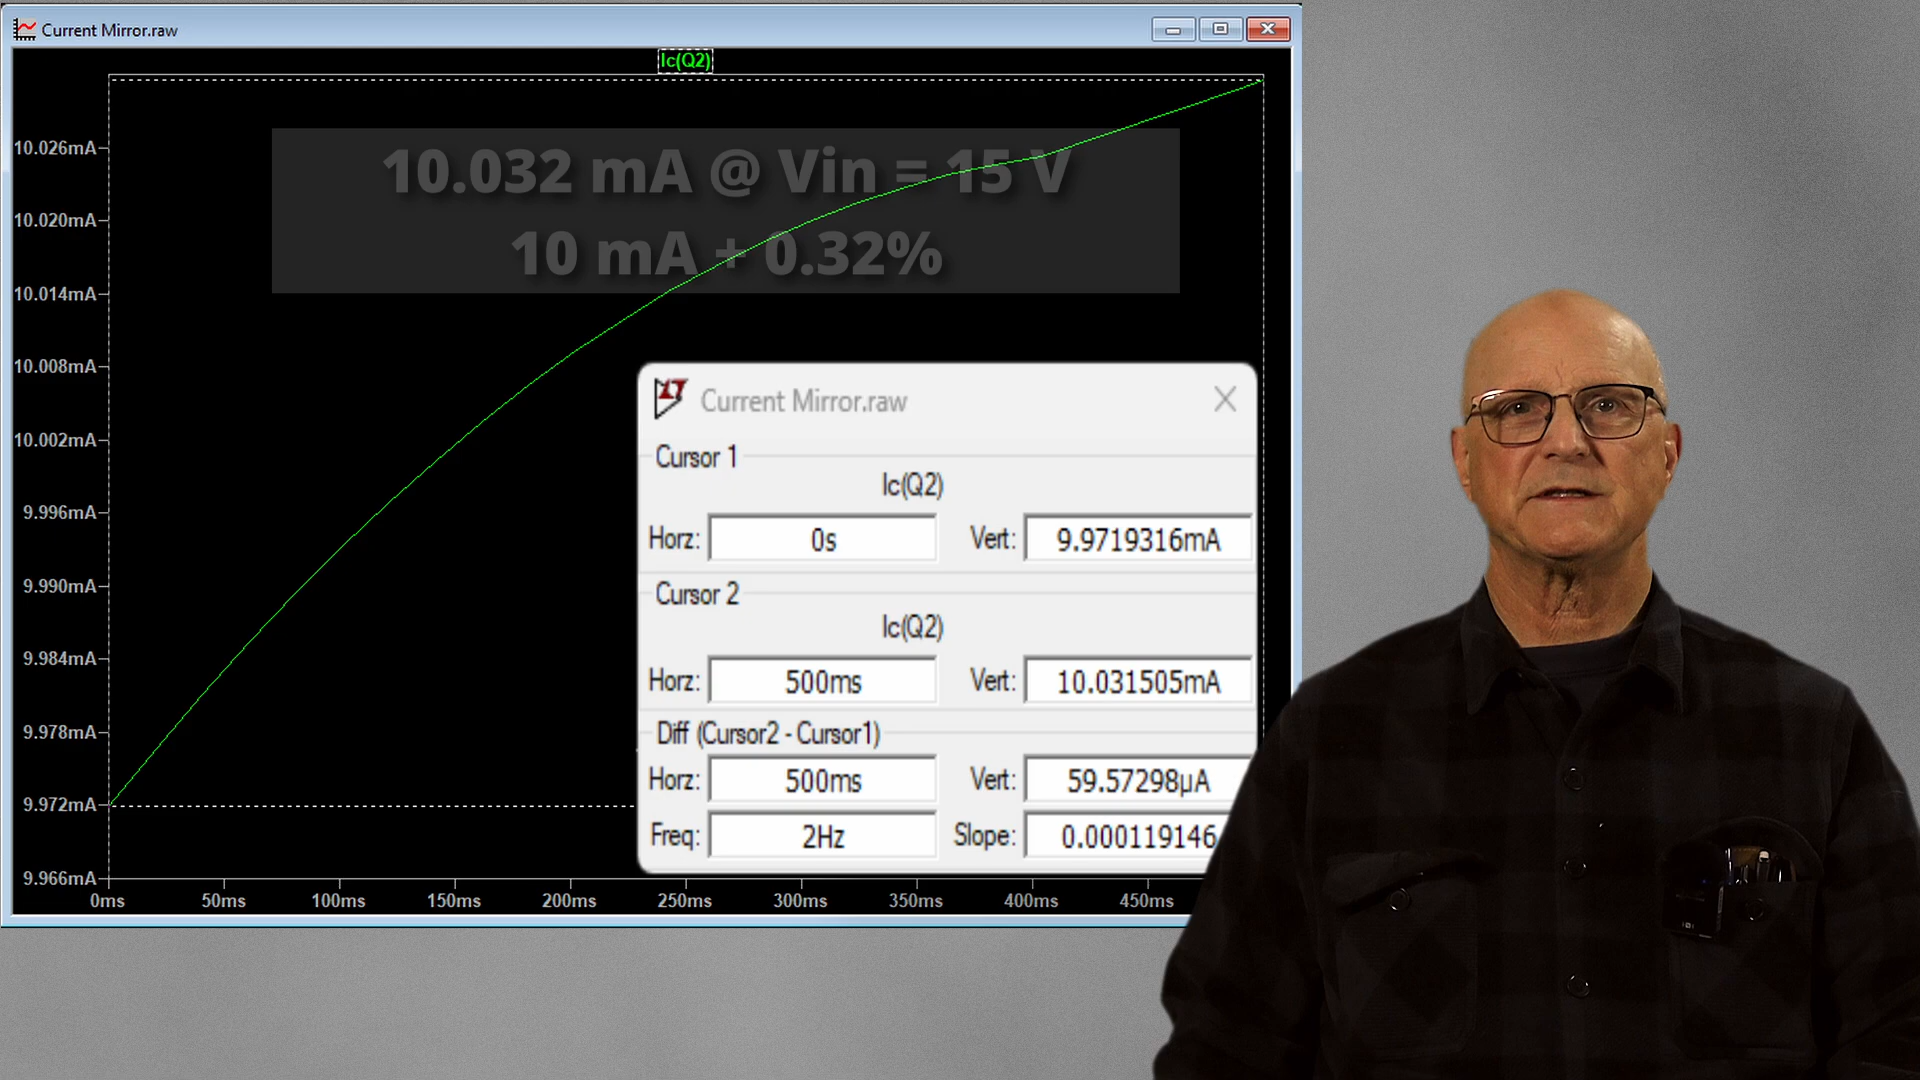 Current Mirror.raw
Ic(Q2)
10.026mA
10.020mA
10.014mA
10.008mA
10.002mA
9.996mA
9.990mA
9.984mA
9.978mA
9.972mA
9.966mA
0ms 50ms 100ms 150ms 200ms 250ms 300ms 350ms 400ms 450ms
10.032 mA @ Vin = 15 V
10 mA + 0.32%
Current Mirror.raw
Cursor 1
Ic(Q2)
Horz: 0s Vert: 9.9719316mA
Cursor 2
Ic(Q2)
Horz: 500ms Vert: 10.031505mA
Diff (Cursor2 - Cursor1)
Horz: 500ms Vert: 59.57298µA
Freq: 2Hz Slope: 0.000119146